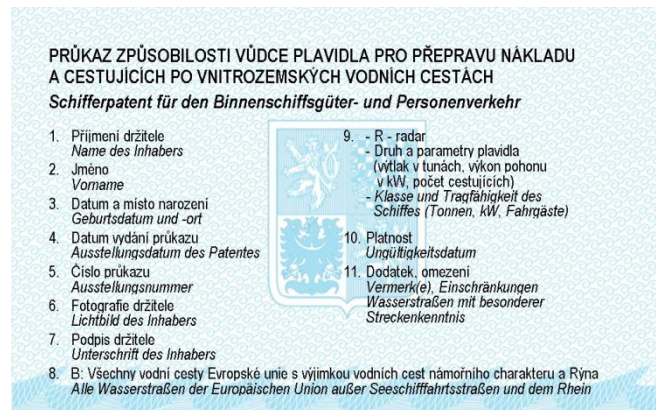 PRŮKAZ ZPŮSOBILOSTI VŮDCE PLAVIDLA PRO PŘEPRAVU NÁKLADU
A CESTUJÍCÍCH PO VNITROZEMSKÝCH VODNÍCH CESTÁCH
Schifferpatent für den Binnenschiffsgüter- und Personenverkehr
1. Příjmení držitele
Name des Inhabers
2. Jméno
Vorname
3. Datum a místo narození
Geburtsdatum und -ort
4. Datum vydání průkazu
Ausstellungsdatum des Patentes
5. Číslo průkazu
Ausstellungsnummer
6. Fotografie držitele
Lichtbild des Inhabers
7. Podpis držitele
Unterschrift des Inhabers
8. B: Všechny vodní cesty Evropské unie s výjimkou vodních cest námořního charakteru a Rýna
Alle Wasserstraßen der Europäischen Union außer Seeschifffahrtsstraßen und dem Rhein
9. - R - radar
- Druh a parametry plavidla
(výtlak v tunách, výkon pohonu
v kW, počet cestujících)
- Klasse und Tragfähigkeit des
Schiffes (Tonnen, kW, Fahrgäste)
10. Platnost
Ungültigkeitsdatum
11. Dodatek, omezení
Vermerk(e), Einschränkungen
Wasserstraßen mit besonderer
Streckenkenntnis